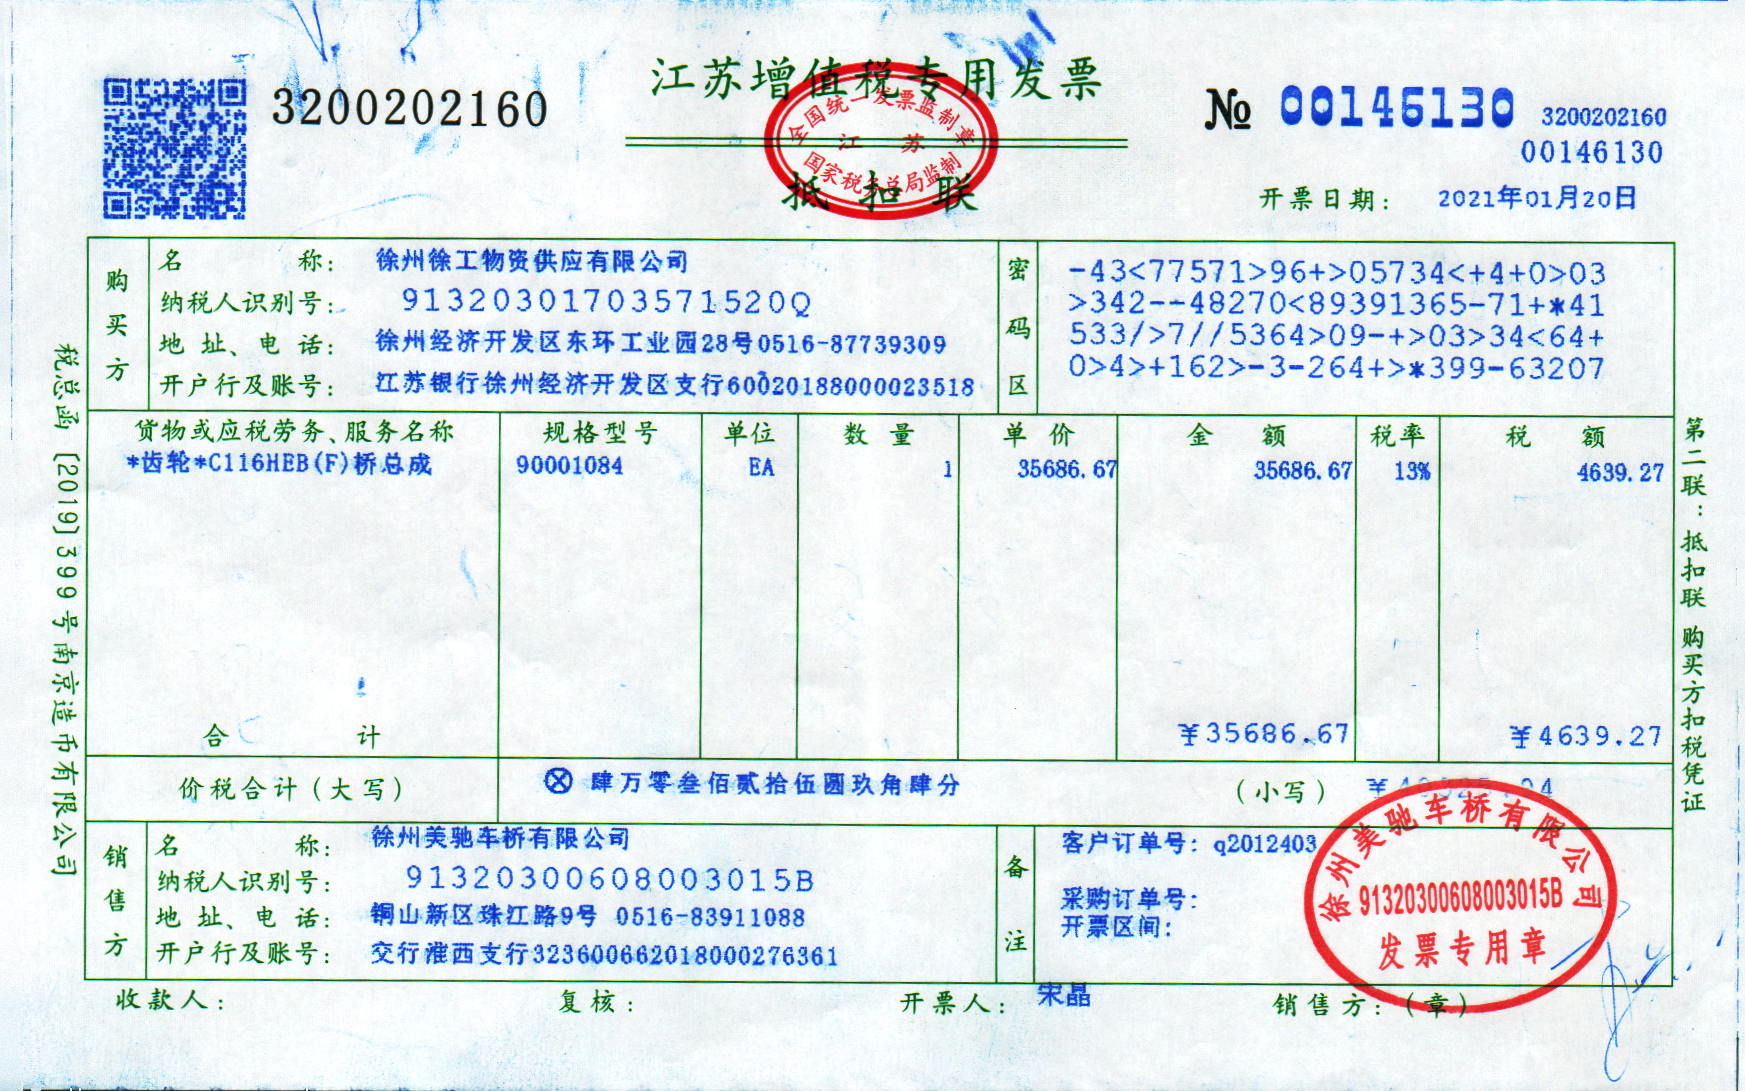 3200202160
江苏增值税专用发票
全国统一发票监制章
江 苏
国家税务总局监制
抵扣联
№ 00146130 3200202160
00146130
开票日期： 2021年01月20日
购买方
名 称： 徐州徐工物资供应有限公司
纳税人识别号： 91320301703571520Q
地址、电话： 徐州经济开发区东环工业园28号0516-87739309
开户行及账号： 江苏银行徐州经济开发区支行60020188000023518
密码区
-43<77571>96+>05734<+4+0>03
>342--48270<89391365-71+*41
533/>7//5364>09-+>03>34<64+
0>4>+162>-3-264+>*399-63207
货物或应税劳务、服务名称 规格型号 单位 数量 单价 金额 税率 税额
*齿轮*C116HEB(F)桥总成 90001084 EA 1 35686.67 35686.67 13% 4639.27
合计 ¥35686.67 ¥4639.27
价税合计（大写） ⊗肆万零叁佰贰拾伍圆玖角肆分 （小写）
销售方
名 称： 徐州美驰车桥有限公司
纳税人识别号： 91320300608003015B
地址、电话： 铜山新区珠江路9号 0516-83911088
开户行及账号： 交行淮西支行323600662018000276361
备注
客户订单号：q2012403
采购订单号：
开票区间：
徐州美驰车桥有限公司
91320300608003015B
发票专用章
收款人： 复核： 开票人： 宋晶 销售方：（章）
税总函〔2019〕399号南京造币有限公司
第二联：抵扣联 购买方扣税凭证